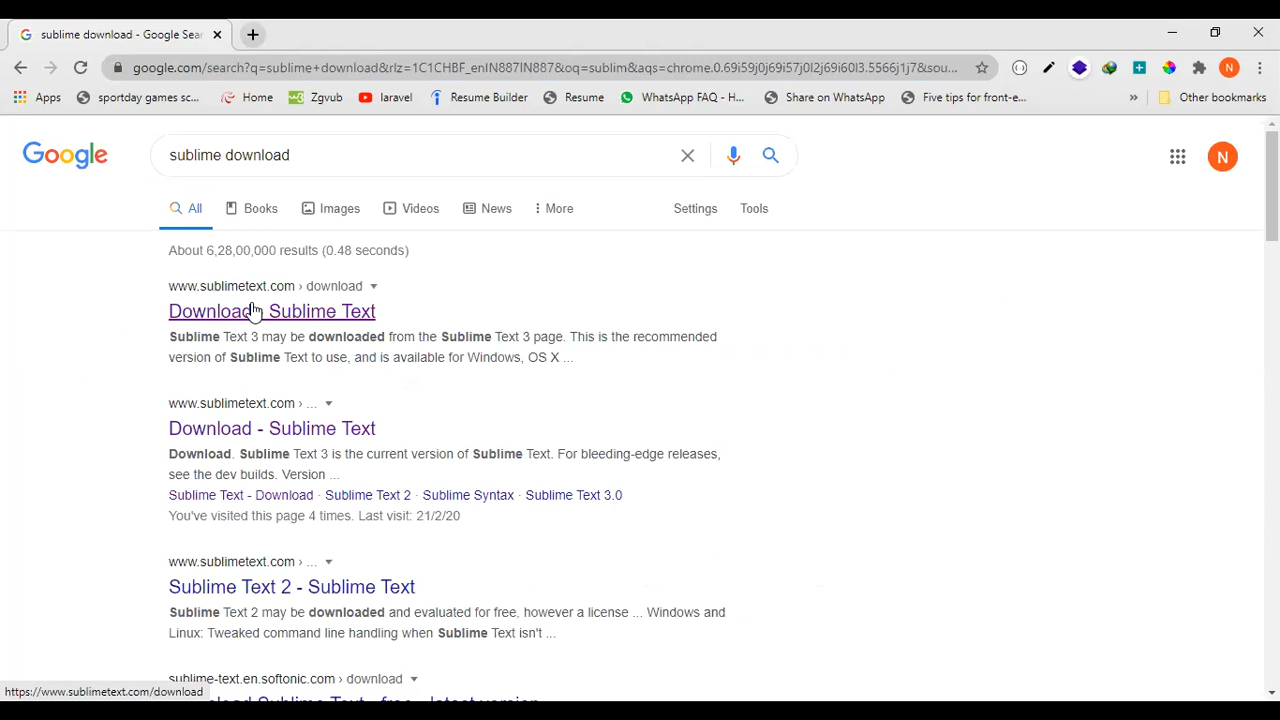 sublime download - Google Sear
google.com/search?q=sublime+download&rlz=1C1CHBF_enIN887IN887&oq=sublim&aqs=chrome.0.69i59j0j69i57j0l2j69i60l3.5566j1j7&sou...
Apps sportday games sc... Home Zgvub laravel Resume Builder Resume WhatsApp FAQ - H... Share on WhatsApp Five tips for front-e... » Other bookmarks
Google sublime download N
All Books Images Videos News More Settings Tools
About 6,28,00,000 results (0.48 seconds)
www.sublimetext.com › download
Download - Sublime Text
Sublime Text 3 may be downloaded from the Sublime Text 3 page. This is the recommended
version of Sublime Text to use, and is available for Windows, OS X ...
www.sublimetext.com › ...
Download - Sublime Text
Download. Sublime Text 3 is the current version of Sublime Text. For bleeding-edge releases,
see the dev builds. Version ...
Sublime Text - Download · Sublime Text 2 · Sublime Syntax · Sublime Text 3.0
You've visited this page 4 times. Last visit: 21/2/20
www.sublimetext.com › ...
Sublime Text 2 - Sublime Text
Sublime Text 2 may be downloaded and evaluated for free, however a license ... Windows and
Linux: Tweaked command line handling when Sublime Text isn't ...
sublime-text.en.softonic.com › download
Sublime Text - free - latest version
https://www.sublimetext.com/download